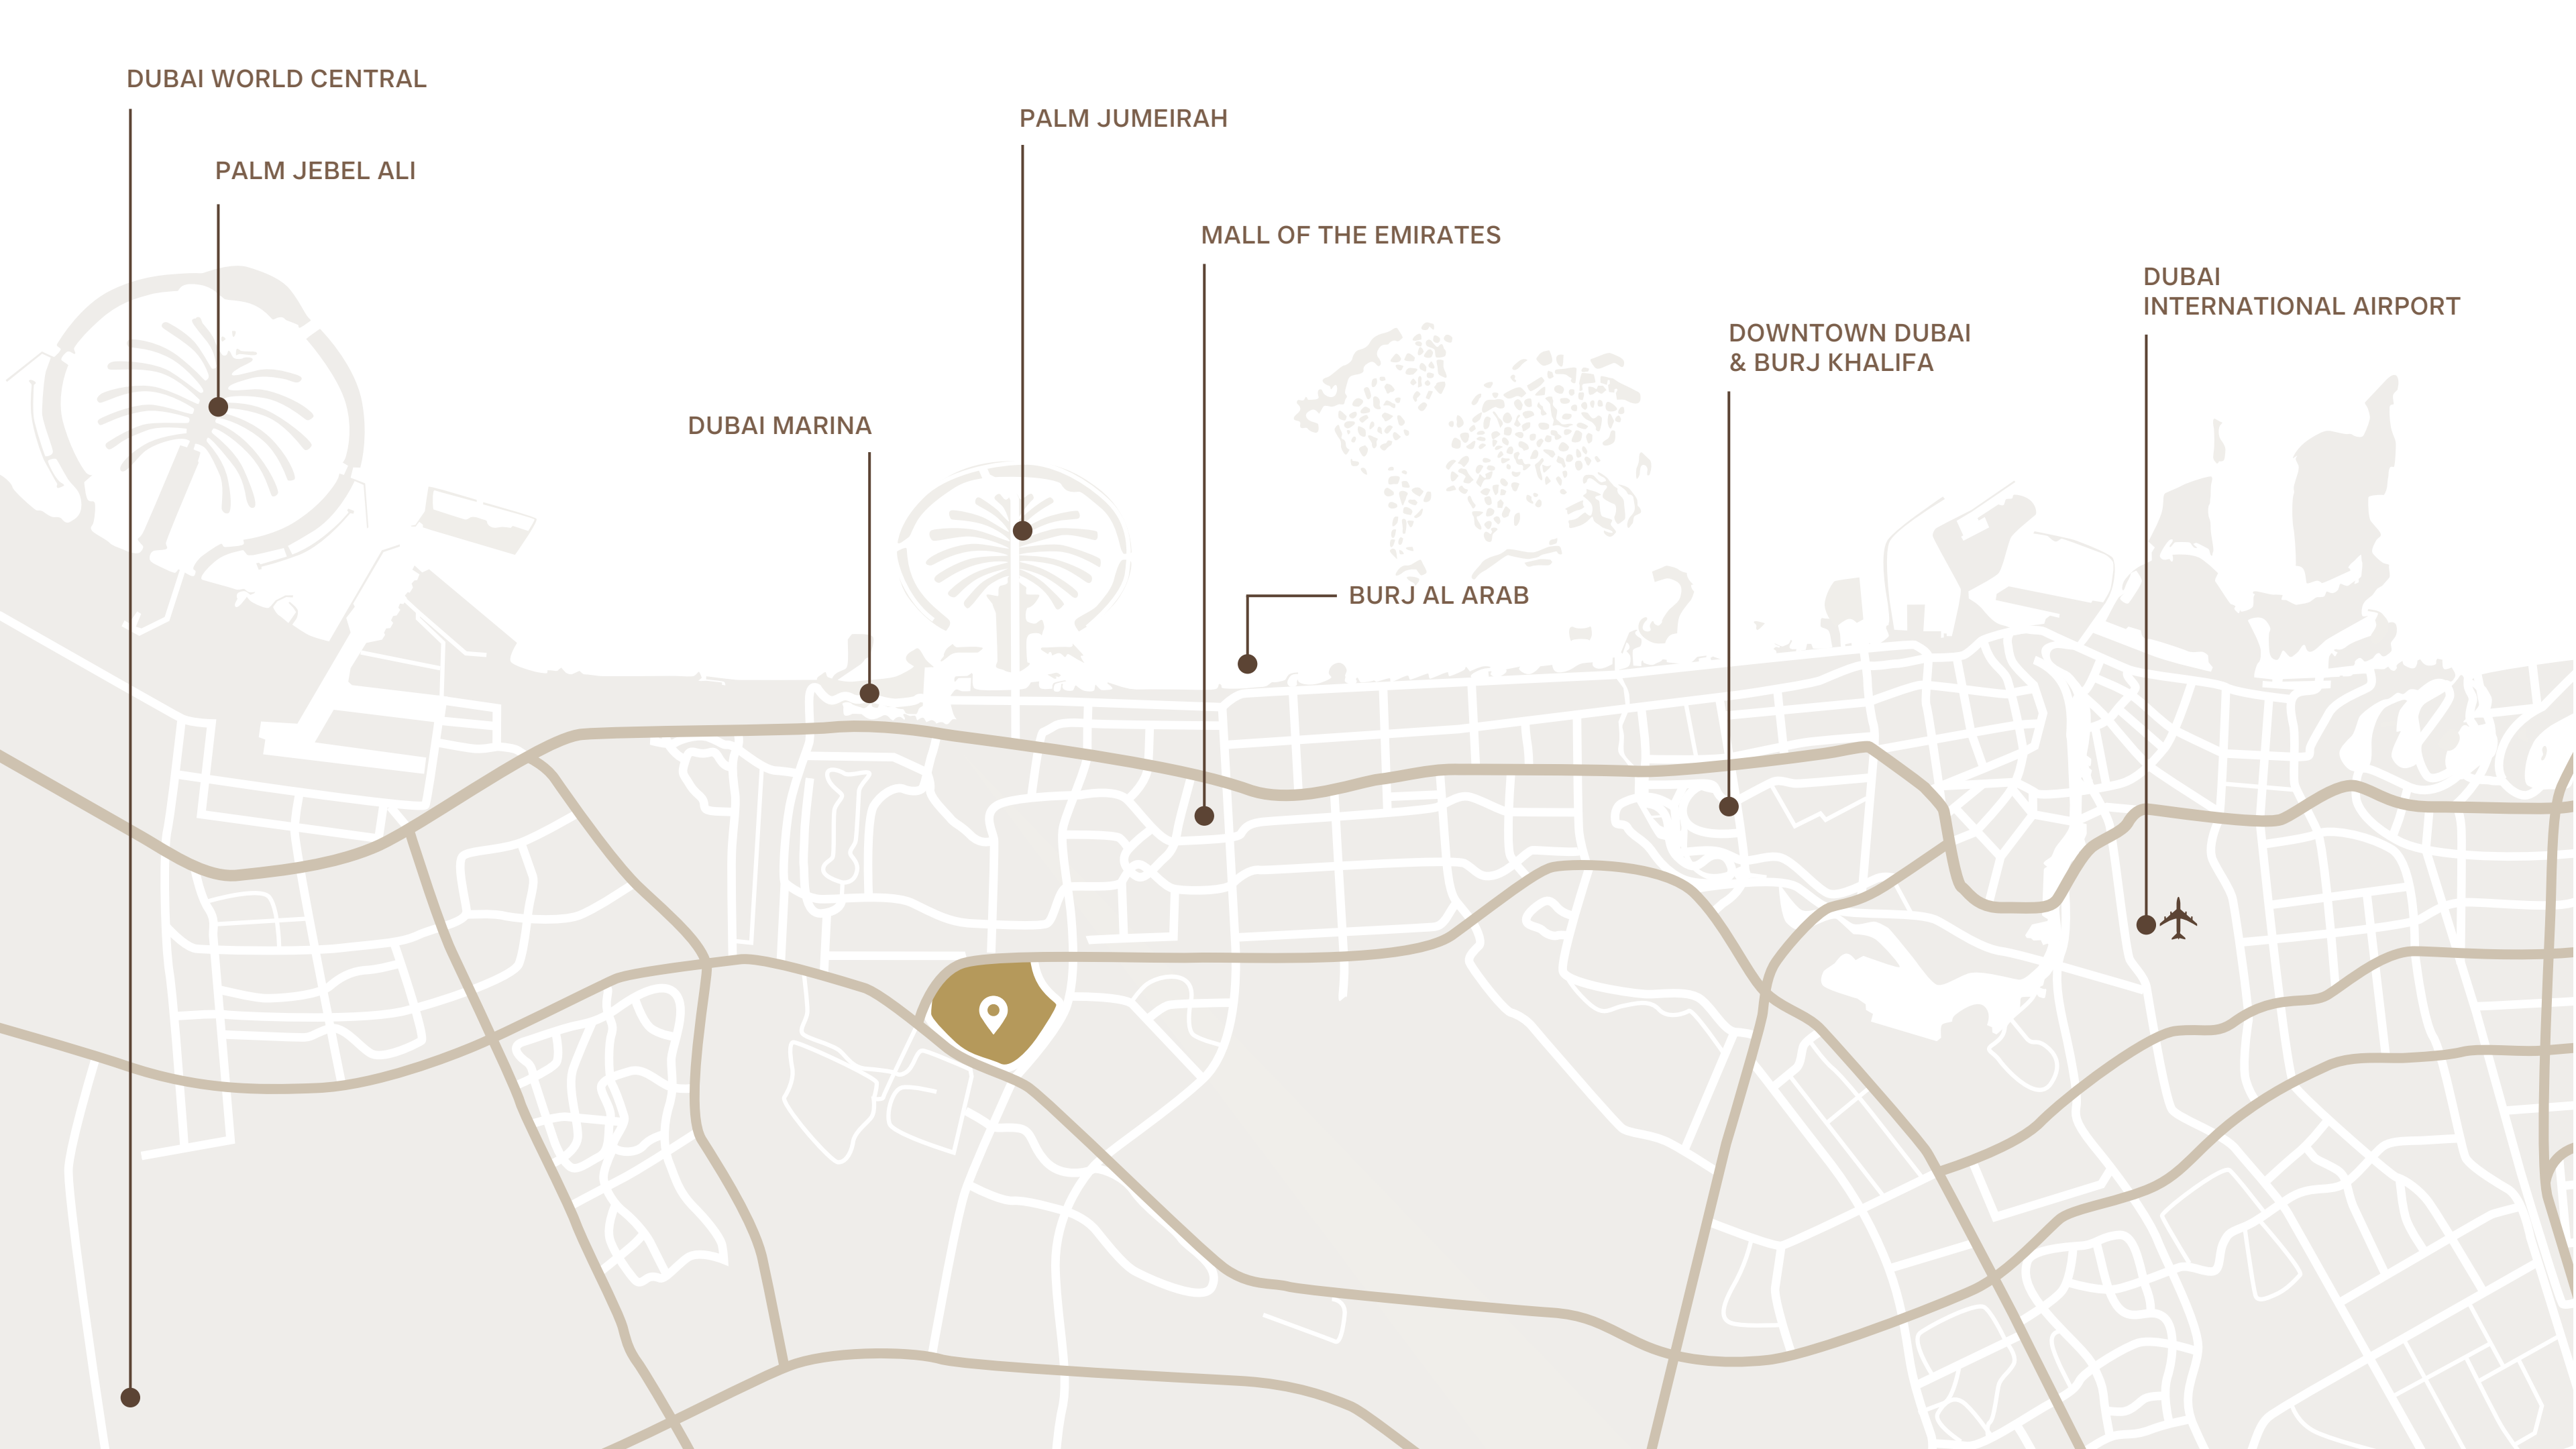 DUBAI WORLD CENTRAL
PALM JEBEL ALI
PALM JUMEIRAH
MALL OF THE EMIRATES
DUBAI
INTERNATIONAL AIRPORT
DOWNTOWN DUBAI
& BURJ KHALIFA
DUBAI MARINA
BURJ AL ARAB